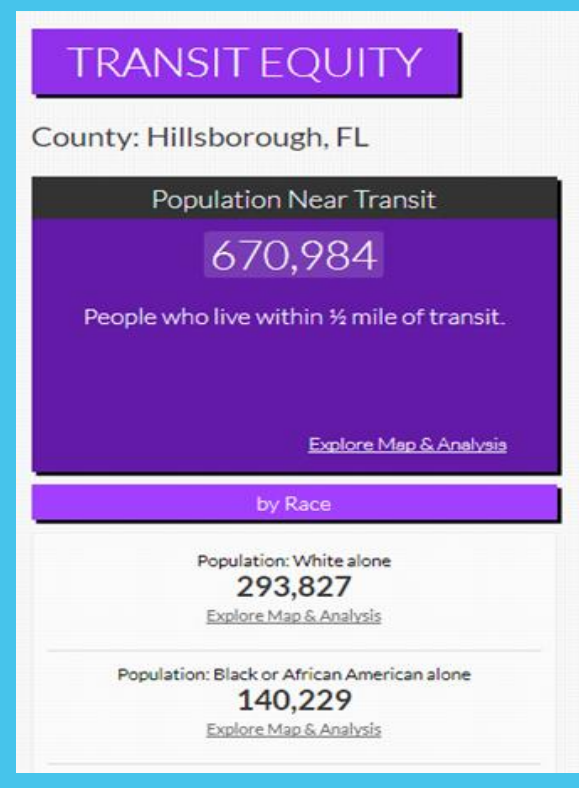 TRANSIT EQUITY
County: Hillsborough, FL
Population Near Transit
670,984
People who live within ½ mile of transit.
Explore Map & Analysis
by Race
Population: White alone
293,827
Explore Map & Analysis
Population: Black or African American alone
140,229
Explore Map & Analysis